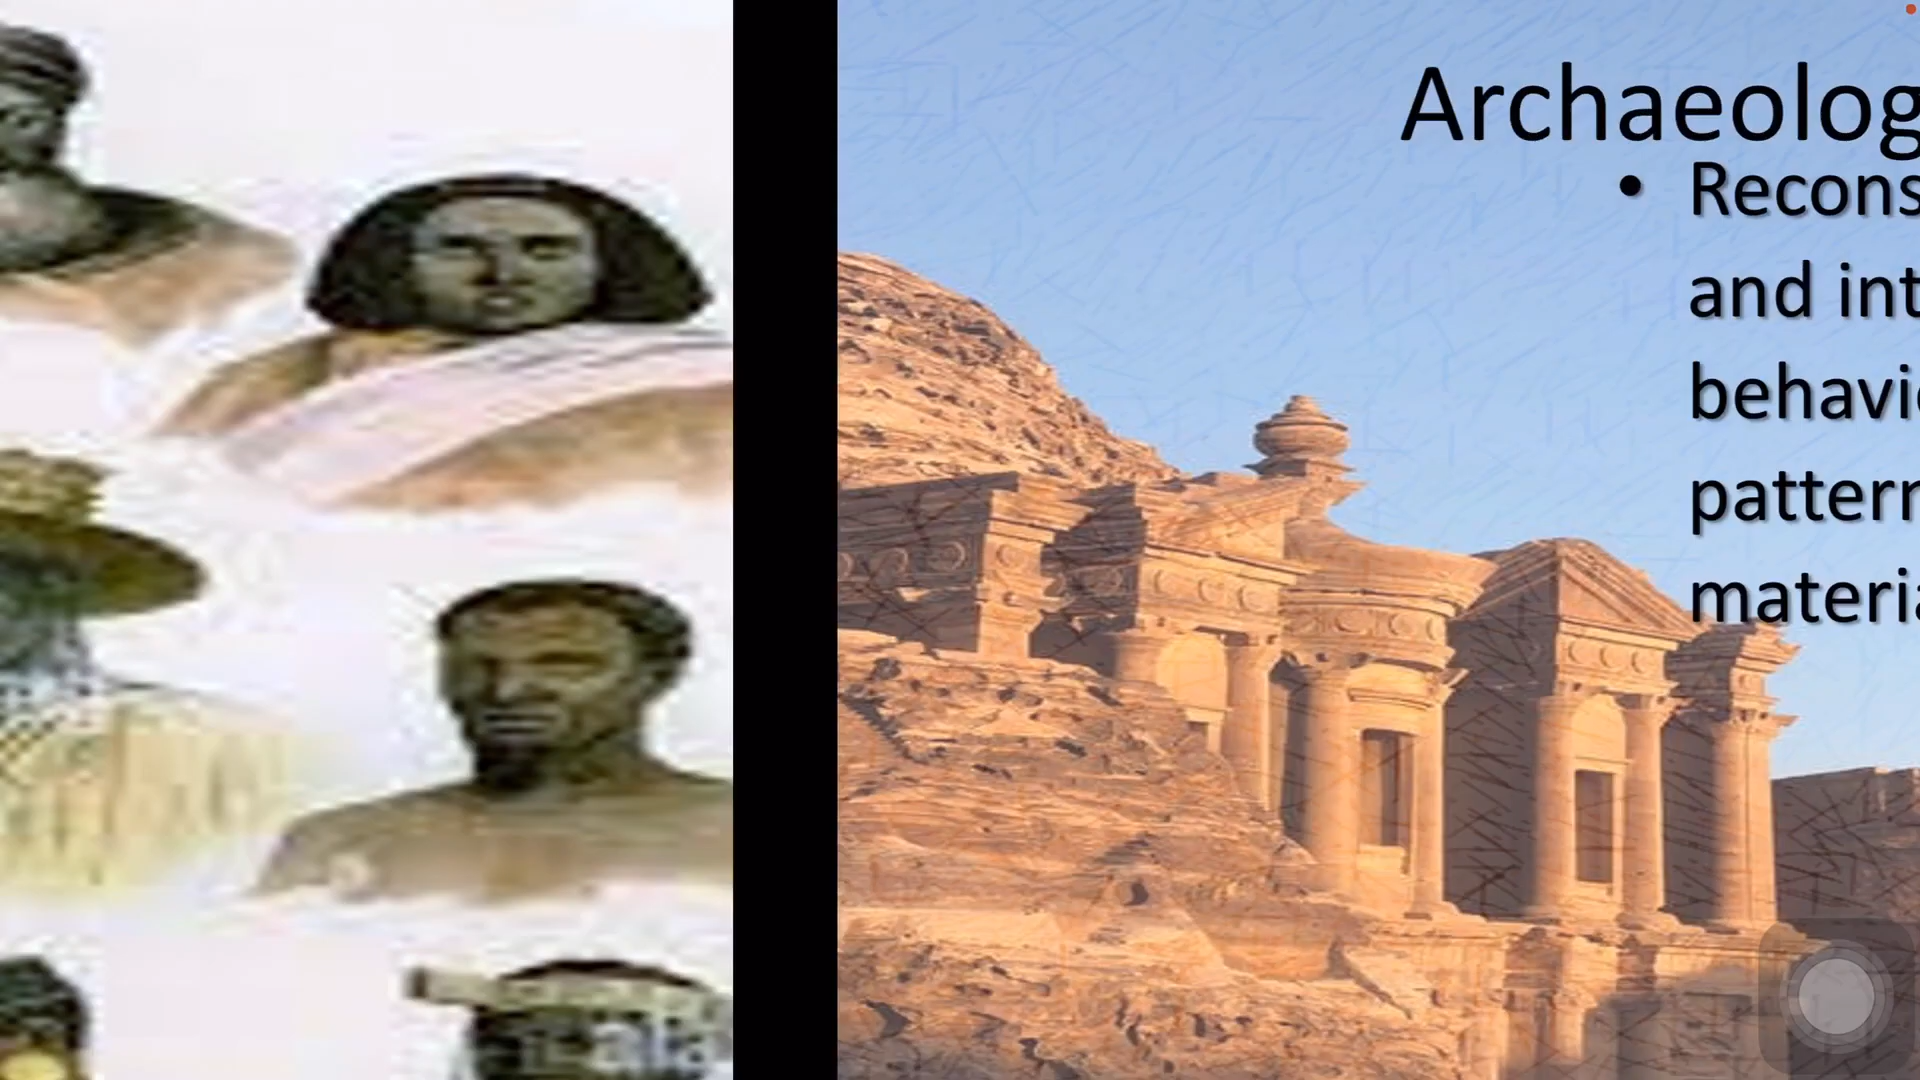 Archaeolog
• Recons
and int
behavi
pattern
materia